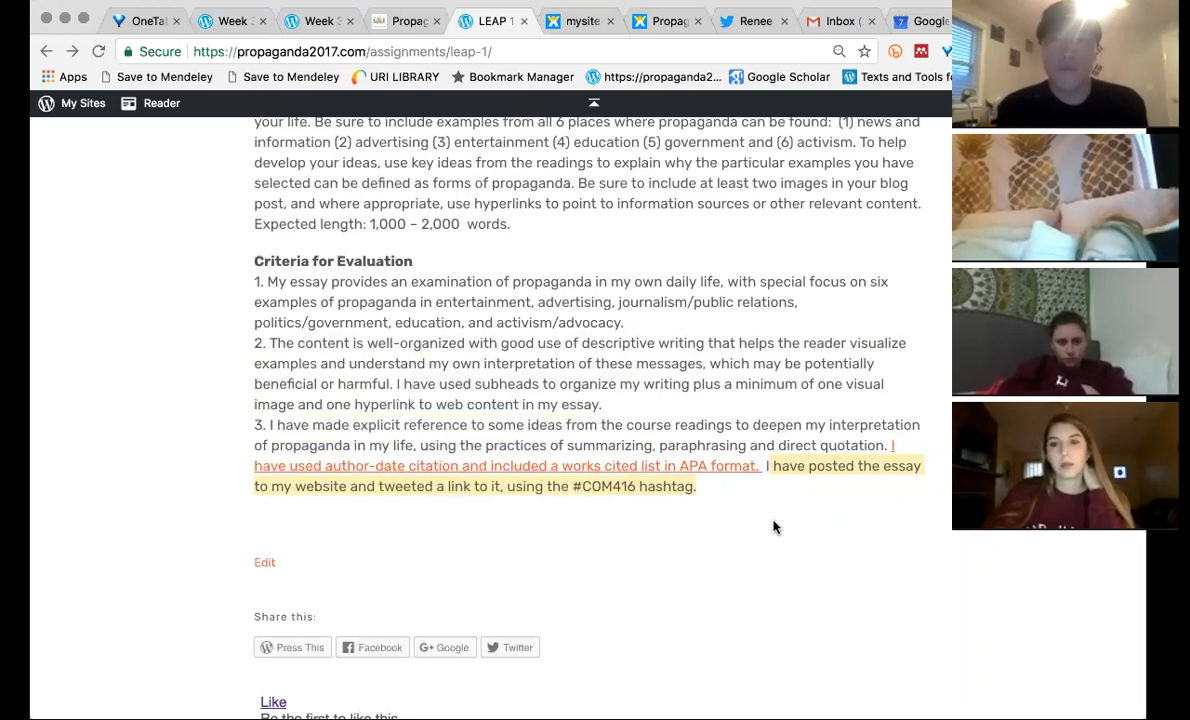 OneTa
Week
Week
Propag
LEAP 1
mysite
Propag
Renee
Inbox (
Google
Secure https://propaganda2017.com/assignments/leap-1/
Apps Save to Mendeley Save to Mendeley URI LIBRARY Bookmark Manager https://propaganda2... Google Scholar Texts and Tools fo
My Sites Reader
your life. Be sure to include examples from all 6 places where propaganda can be found: (1) news and
information (2) advertising (3) entertainment (4) education (5) government and (6) activism. To help
develop your ideas, use key ideas from the readings to explain why the particular examples you have
selected can be defined as forms of propaganda. Be sure to include at least two images in your blog
post, and where appropriate, use hyperlinks to point to information sources or other relevant content.
Expected length: 1,000 – 2,000 words.
Criteria for Evaluation
1. My essay provides an examination of propaganda in my own daily life, with special focus on six
examples of propaganda in entertainment, advertising, journalism/public relations,
politics/government, education, and activism/advocacy.
2. The content is well-organized with good use of descriptive writing that helps the reader visualize
examples and understand my own interpretation of these messages, which may be potentially
beneficial or harmful. I have used subheads to organize my writing plus a minimum of one visual
image and one hyperlink to web content in my essay.
3. I have made explicit reference to some ideas from the course readings to deepen my interpretation
of propaganda in my life, using the practices of summarizing, paraphrasing and direct quotation. I
have used author-date citation and included a works cited list in APA format. I have posted the essay
to my website and tweeted a link to it, using the #COM416 hashtag.
Edit
Share this:
Press This Facebook Google Twitter
Like
Be the first to like this.